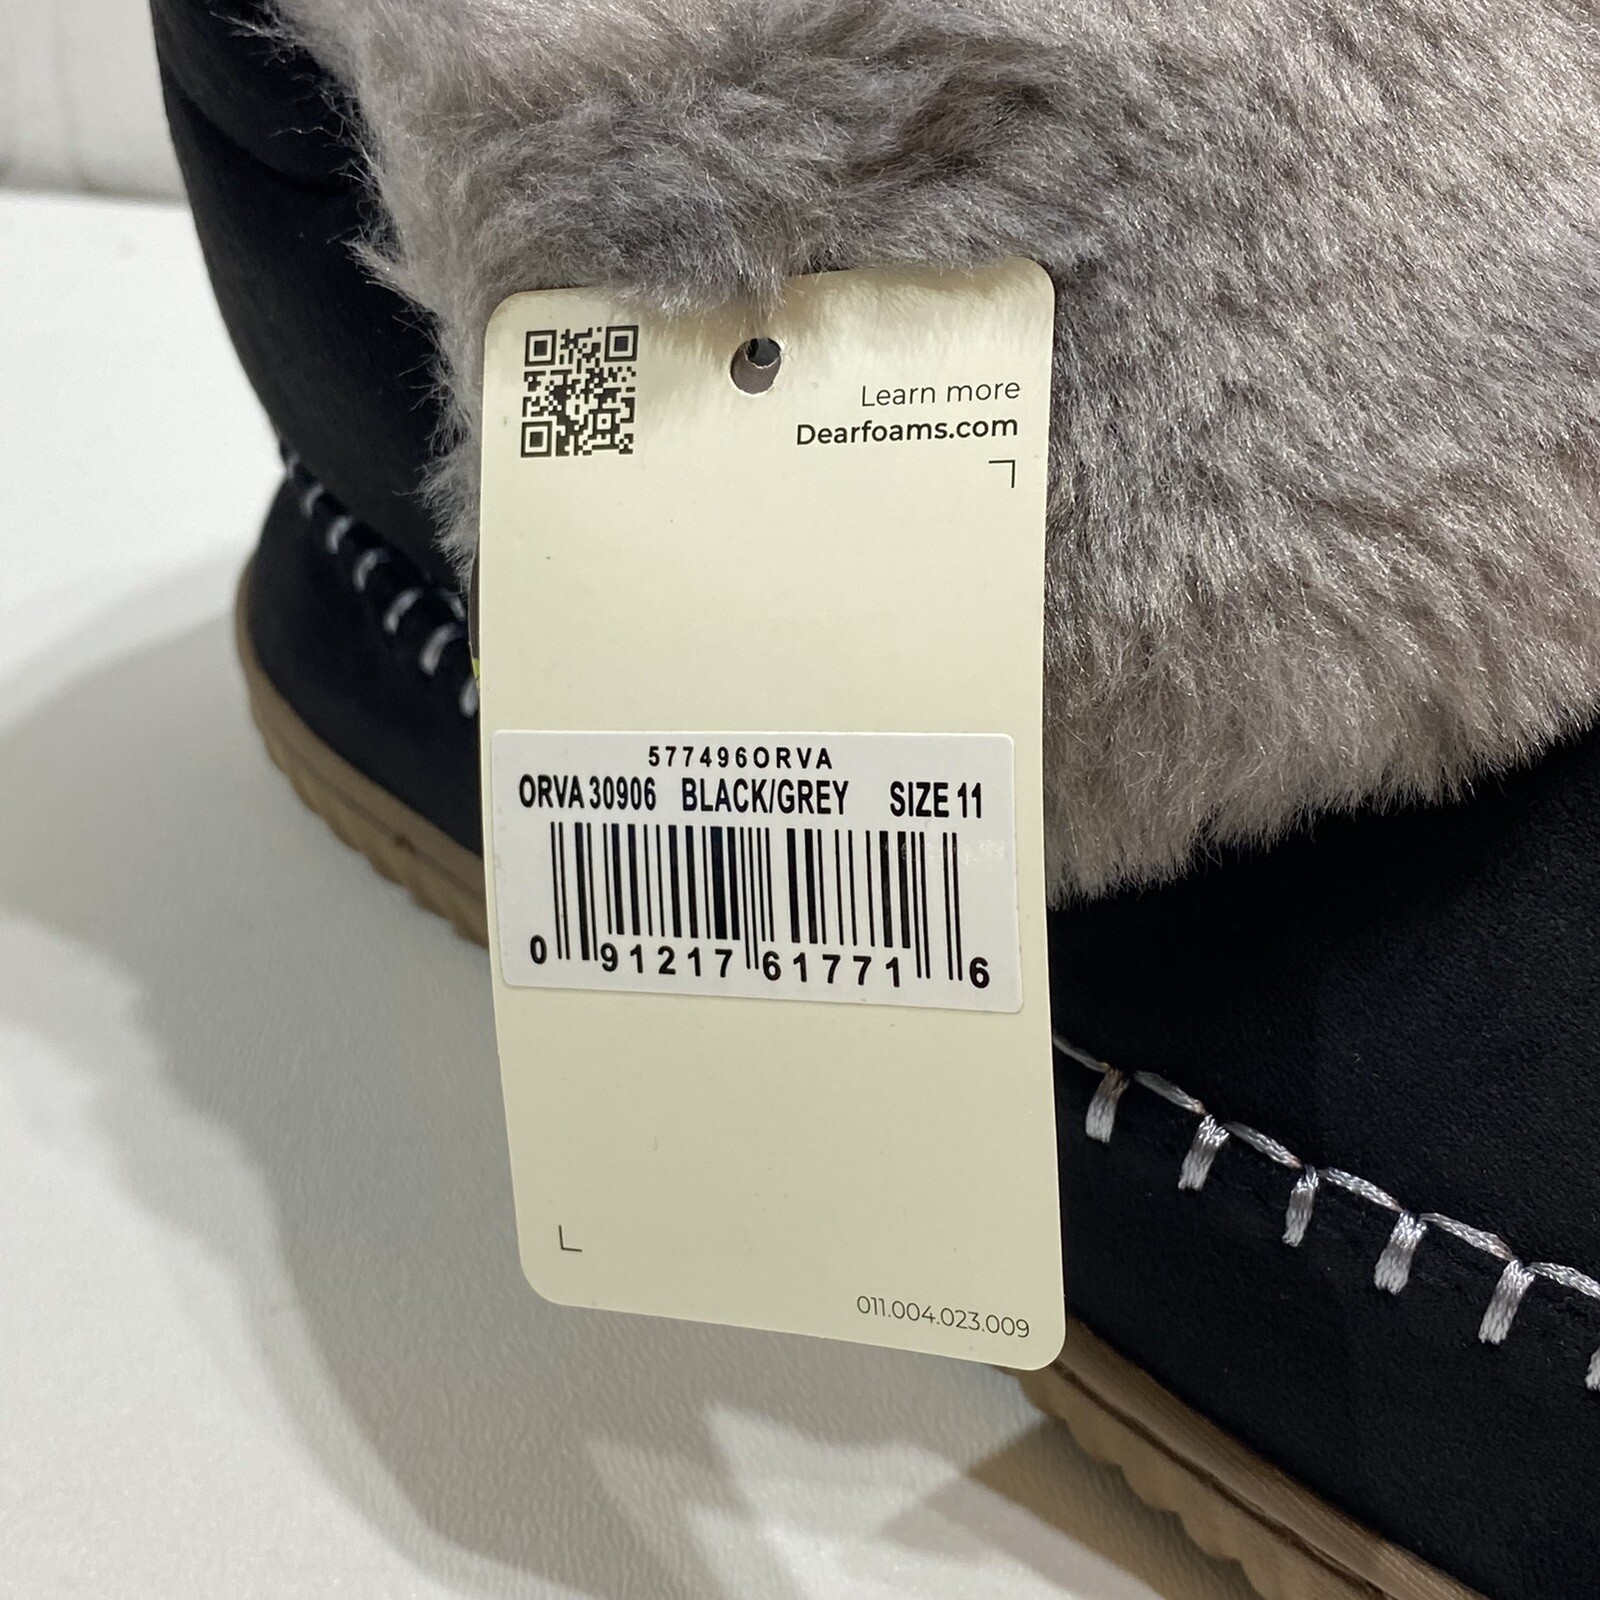 Learn more
Dearfoams.com
577496ORVA
ORVA 30906 BLACK/GREY SIZE 11
0 91217 61771 6
011.004.023.009